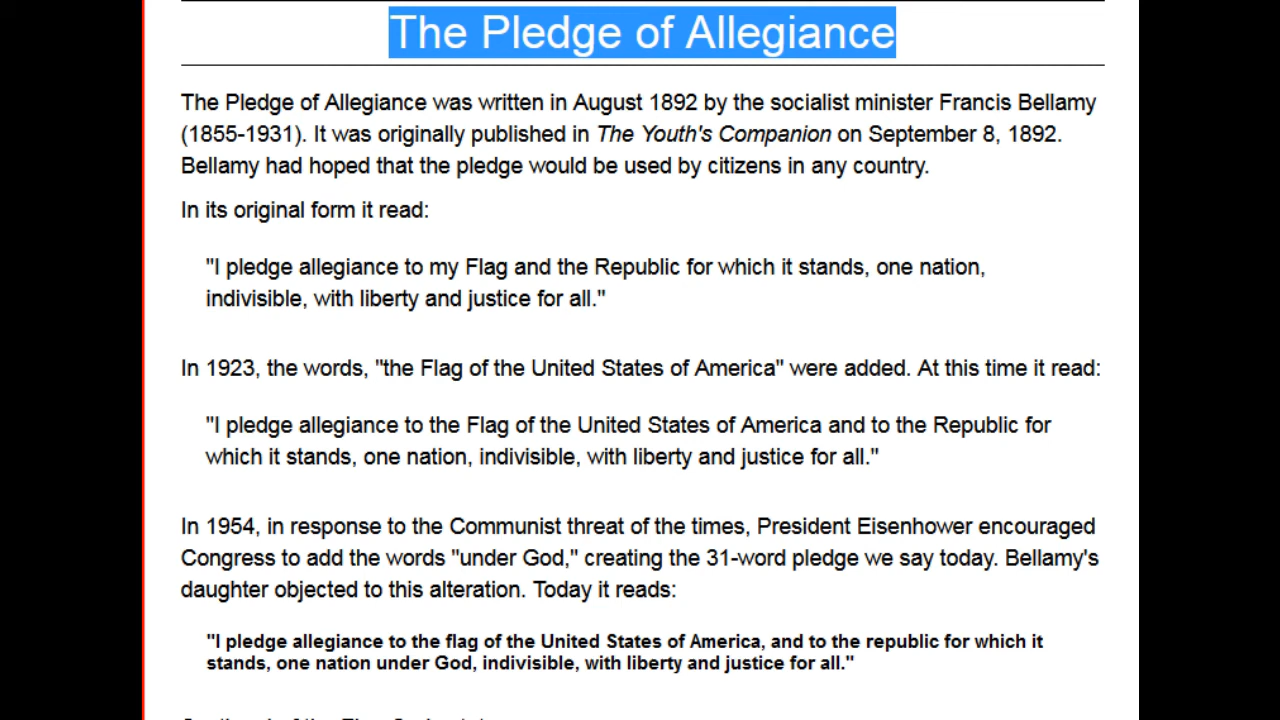 The Pledge of Allegiance
The Pledge of Allegiance was written in August 1892 by the socialist minister Francis Bellamy
(1855-1931). It was originally published in The Youth's Companion on September 8, 1892.
Bellamy had hoped that the pledge would be used by citizens in any country.
In its original form it read:
"I pledge allegiance to my Flag and the Republic for which it stands, one nation,
indivisible, with liberty and justice for all."
In 1923, the words, "the Flag of the United States of America" were added. At this time it read:
"I pledge allegiance to the Flag of the United States of America and to the Republic for
which it stands, one nation, indivisible, with liberty and justice for all."
In 1954, in response to the Communist threat of the times, President Eisenhower encouraged
Congress to add the words "under God," creating the 31-word pledge we say today. Bellamy's
daughter objected to this alteration. Today it reads:
"I pledge allegiance to the flag of the United States of America, and to the republic for which it
stands, one nation under God, indivisible, with liberty and justice for all."